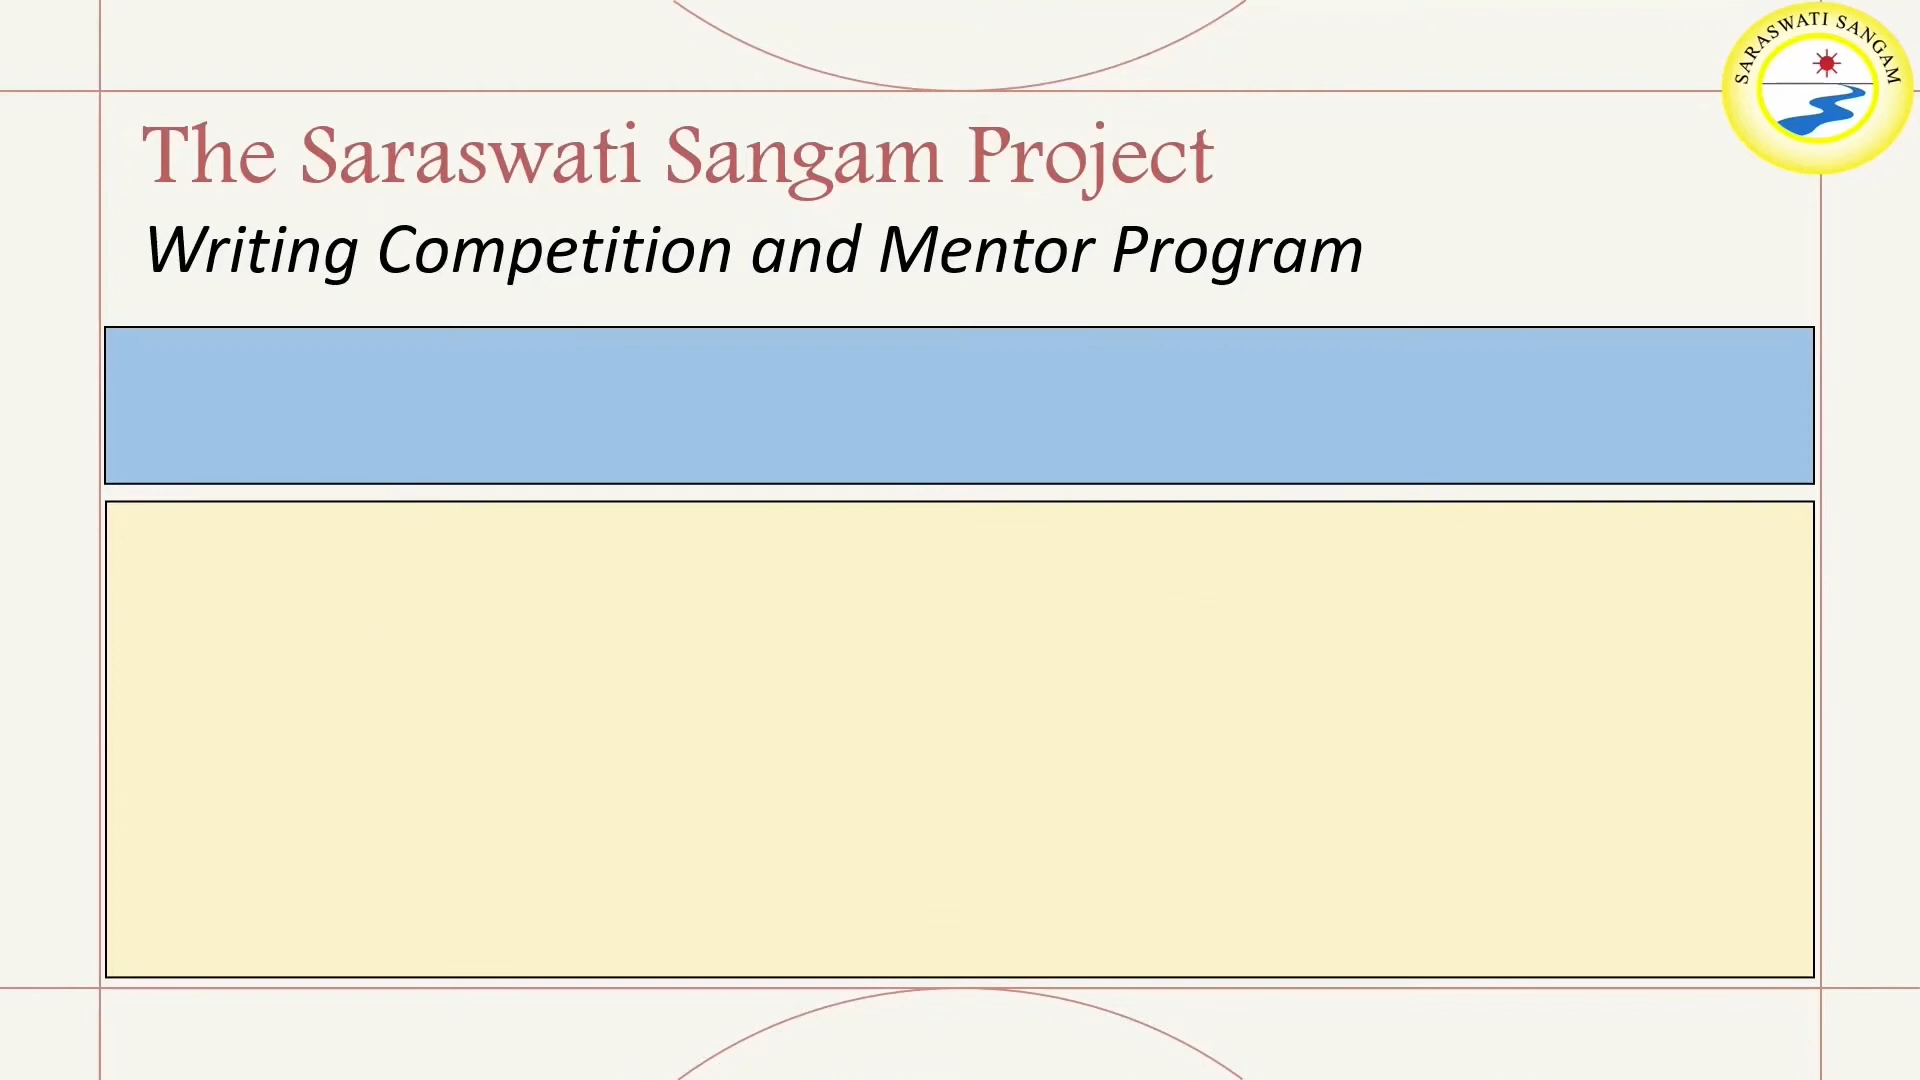 SARASWATI SANGAM
The Saraswati Sangam Project
Writing Competition and Mentor Program